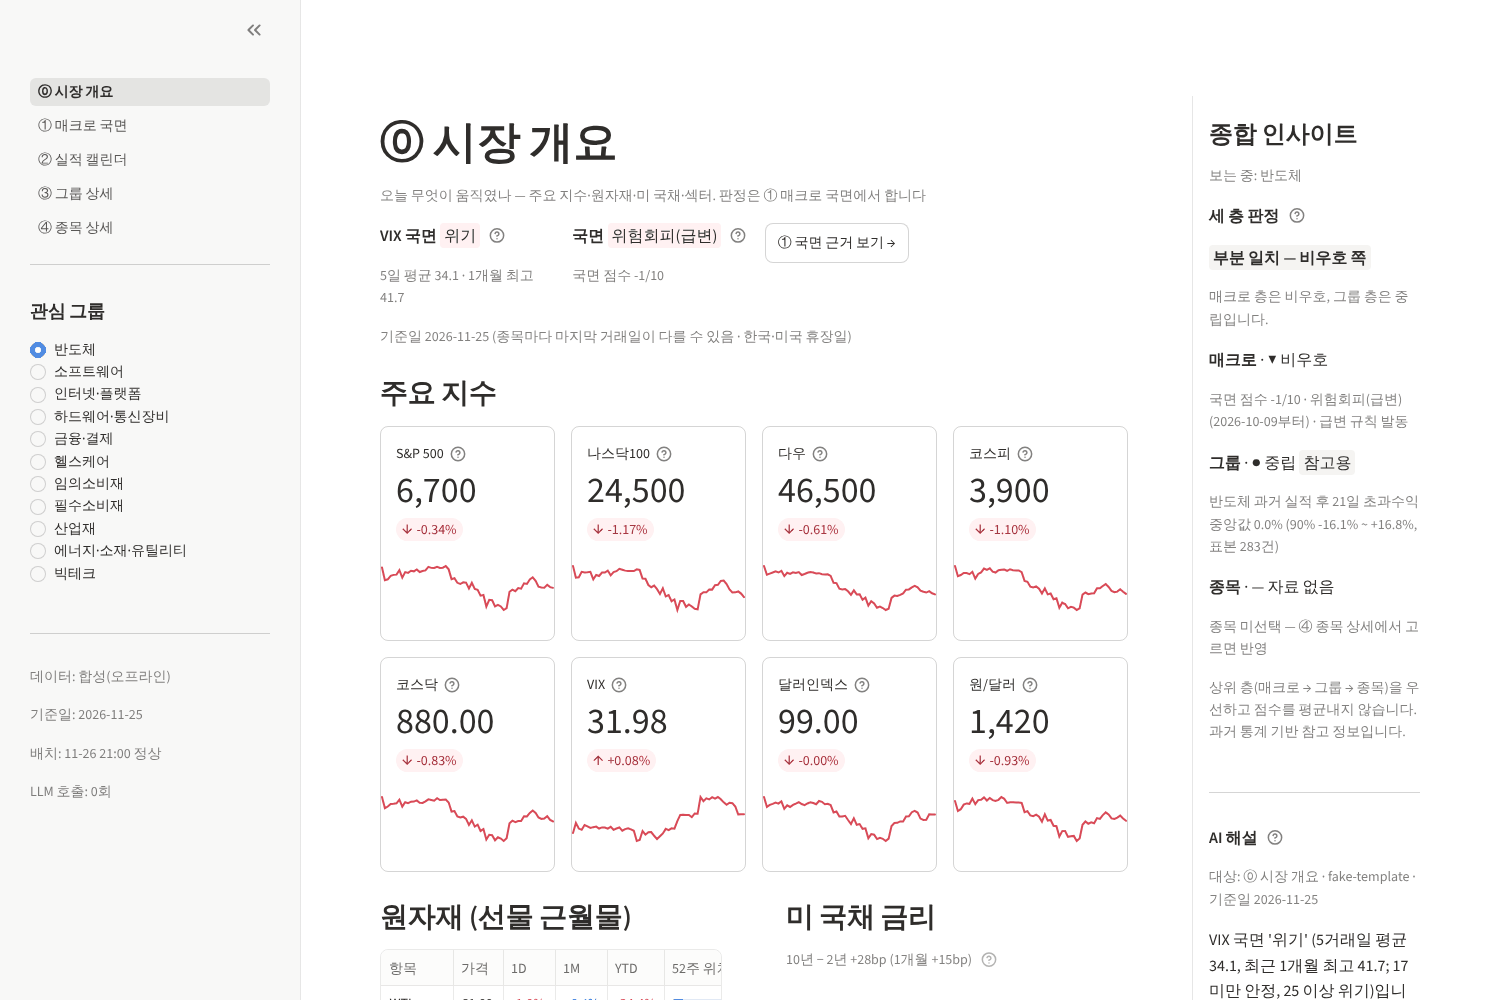 ⓪ 시장 개요
① 매크로 국면
② 실적 캘린더
③ 그룹 상세
④ 종목 상세
관심 그룹
반도체
소프트웨어
인터넷·플랫폼
하드웨어·통신장비
금융·결제
헬스케어
임의소비재
필수소비재
산업재
에너지·소재·유틸리티
빅테크
데이터: 합성(오프라인)
기준일: 2026-11-25
배치: 11-26 21:00 정상
LLM 호출: 0회
⓪ 시장 개요
오늘 무엇이 움직였나 — 주요 지수·원자재·미 국채·섹터. 판정은 ① 매크로 국면에서 합니다
VIX 국면 위기
5일 평균 34.1 · 1개월 최고
41.7
국면 위험회피(급변)
국면 점수 -1/10
① 국면 근거 보기 →
기준일 2026-11-25 (종목마다 마지막 거래일이 다를 수 있음 · 한국·미국 휴장일)
주요 지수
S&P 500
6,700
↓ -0.34%
나스닥100
24,500
↓ -1.17%
다우
46,500
↓ -0.61%
코스피
3,900
↓ -1.10%
코스닥
880.00
↓ -0.83%
VIX
31.98
↑ +0.08%
달러인덱스
99.00
↓ -0.00%
원/달러
1,420
↓ -0.93%
원자재 (선물 근월물)
항목 가격 1D 1M YTD 52주 위
미 국채 금리
10년 − 2년 +28bp (1개월 +15bp)
종합 인사이트
보는 중: 반도체
세 층 판정
부분 일치 — 비우호 쪽
매크로 층은 비우호, 그룹 층은 중
립입니다.
매크로 · ▼ 비우호
국면 점수 -1/10 · 위험회피(급변)
(2026-10-09부터) · 급변 규칙 발동
그룹 · ● 중립 참고용
반도체 과거 실적 후 21일 초과수익
중앙값 0.0% (90% -16.1% ~ +16.8%,
표본 283건)
종목 · — 자료 없음
종목 미선택 — ④ 종목 상세에서 고
르면 반영
상위 층(매크로 → 그룹 → 종목)을 우
선하고 점수를 평균내지 않습니다.
과거 통계 기반 참고 정보입니다.
AI 해설
대상: ⓪ 시장 개요 · fake-template ·
기준일 2026-11-25
VIX 국면 '위기' (5거래일 평균
34.1, 최근 1개월 최고 41.7; 17
미만 안정, 25 이상 위기)입니